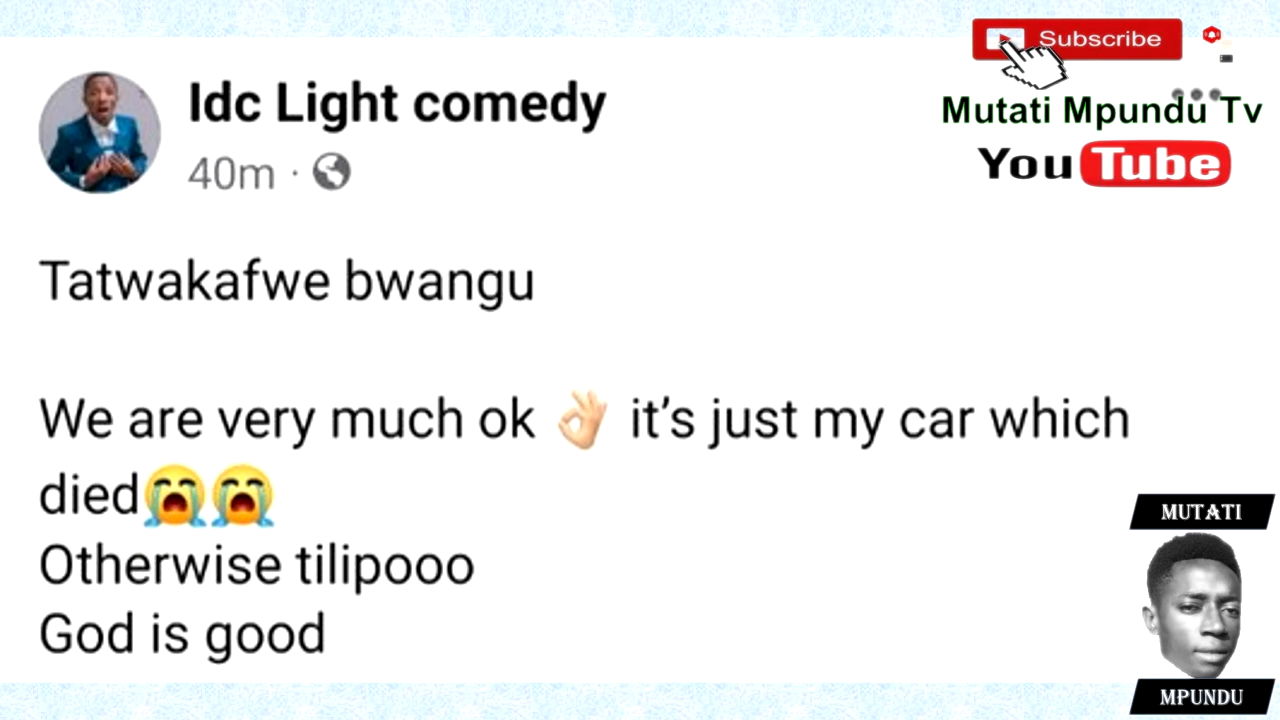 Subscribe
Idc Light comedy
Mutati Mpundu Tv
40m ·
YouTube
Tatwakafwe bwangu
We are very much ok 👌🏻 it's just my car which
died😭😭
Otherwise tilipooo
God is good
MUTATI
MPUNDU